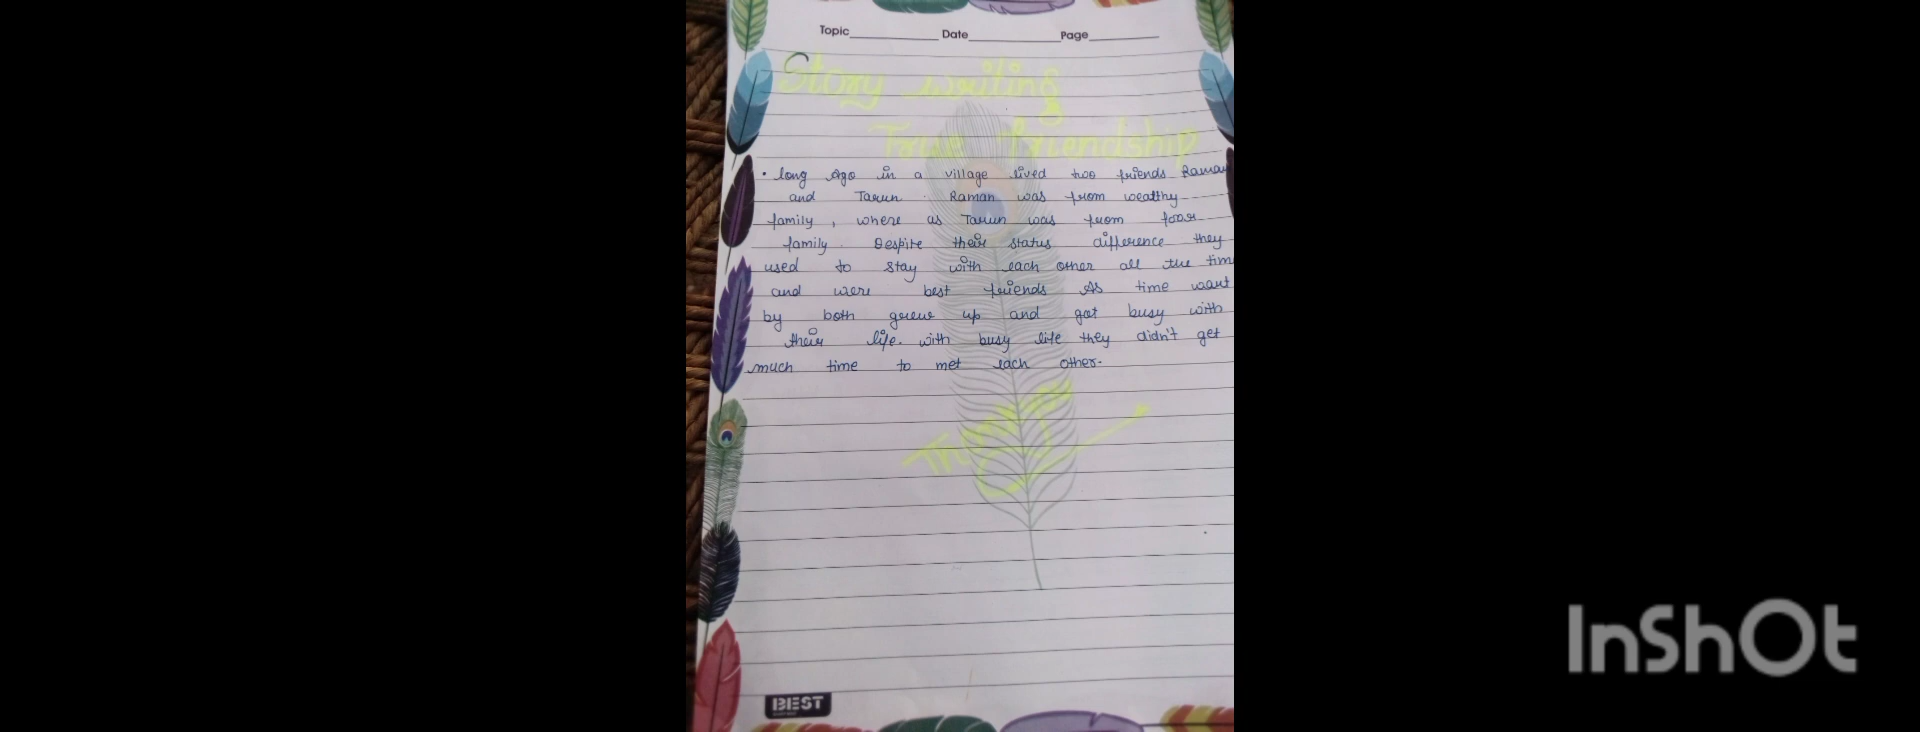 Topic Date Page
Story writing
True friendship
• long Ago in a village lived two friends Raman
and Tarun. Raman was from wealthy
family, where as Tarun was from poor
family. Despite their status difference they
used to stay with each other all the time
and were best friends As time want
by both grew up and got busy with
their life. with busy life they didn't get
much time to met each other.
BEST
InShOt